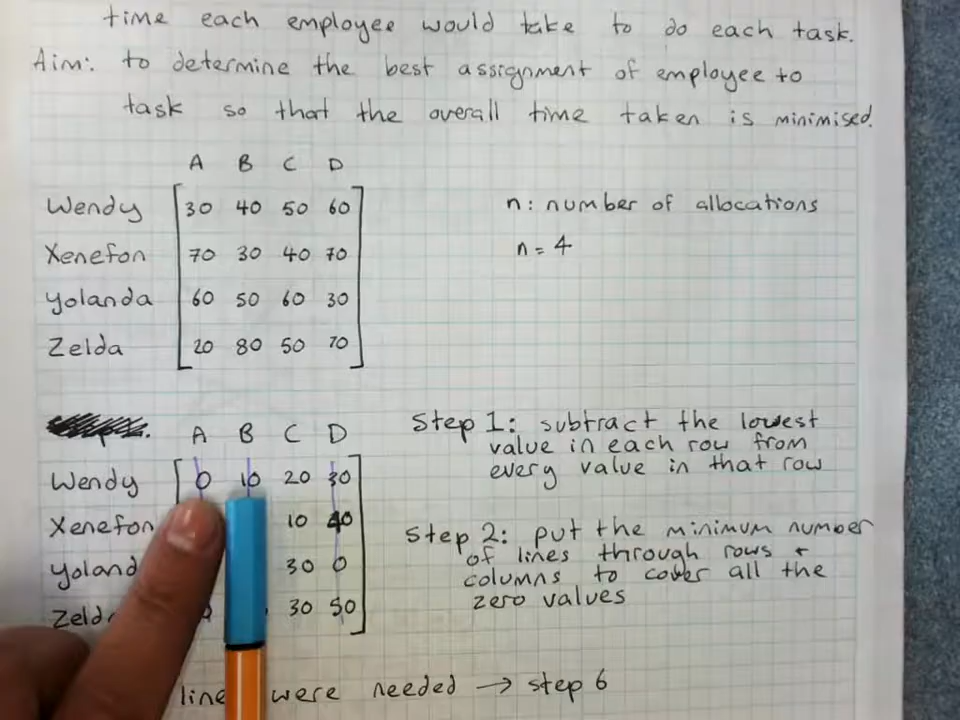 time each employee would take to do each task.
Aim: to determine the best assignment of employee to
task so that the overall time taken is minimised.
A B C D
Wendy 30 40 50 60
Xenefon 70 30 40 70
Yolanda 60 50 60 30
Zelda 20 80 50 70
n: number of allocations
n = 4
A B C D
Wendy 0 10 20 30
Xenefon 10 40
Yoland 30 0
Zeld 30 50
Step 1: subtract the lowest
value in each row from
every value in that row
Step 2: put the minimum number
of lines through rows +
columns to cover all the
zero values
line were needed → step 6